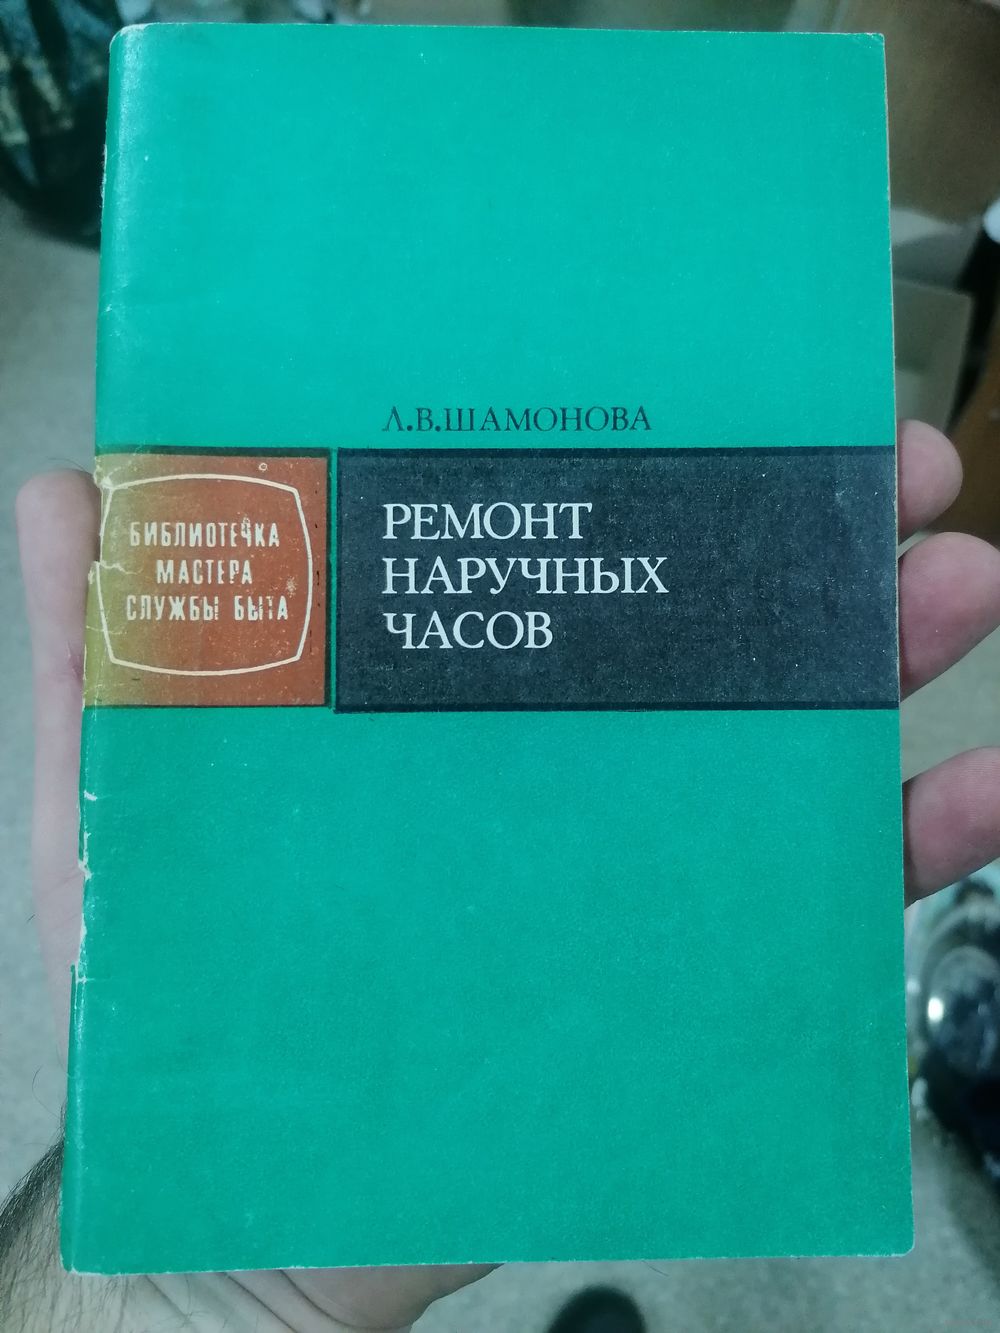 Л.В.ШАМОНОВА
БИБЛИОТЕЧКА
МАСТЕРА
СЛУЖБЫ БЫТА
РЕМОНТ
НАРУЧНЫХ
ЧАСОВ